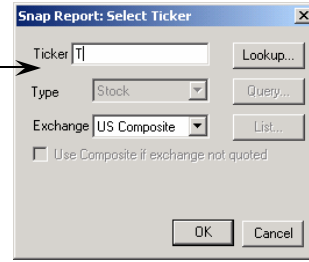 Snap Report: Select Ticker
Ticker T Lookup...
Type Stock Query...
Exchange US Composite List...
Use Composite if exchange not quoted
OK Cancel